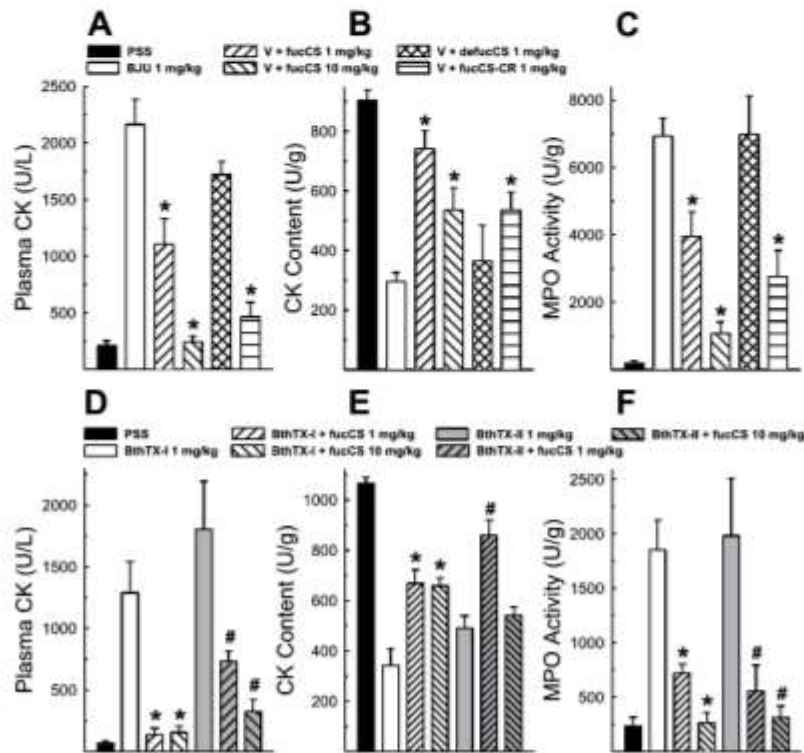 A
B
C
PSS
V + fucCS 1 mg/kg
V + defucCS 1 mg/kg
BJU 1 mg/kg
V + fucCS 10 mg/kg
V + fucCS-CR 1 mg/kg
Plasma CK (U/L)
2500
2000
1500
1000
500
*
*
*
CK Content (U/g)
800
600
400
200
*
*
*
MPO Activity (U/g)
8000
6000
4000
2000
*
*
*
D
E
F
PSS
BthTX-I + fucCS 1 mg/kg
BthTX-II 1 mg/kg
BthTX-II + fucCS 10 mg/kg
BthTX-I 1 mg/kg
BthTX-I + fucCS 10 mg/kg
BthTX-II + fucCS 1 mg/kg
Plasma CK (U/L)
2000
1500
1000
500
*
*
#
#
CK Content (U/g)
1000
800
600
400
200
*
*
#
MPO Activity (U/g)
2500
2000
1500
1000
500
*
*
#
#